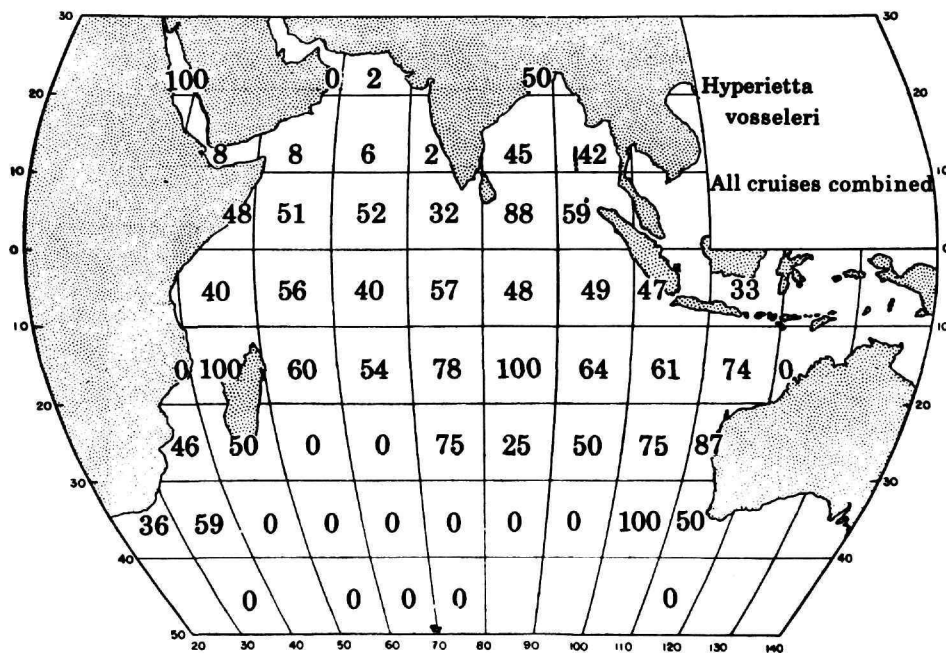 30 30
100 0 2 50 Hyperietta
20 20
vosseleri
8 8 6 2 45 42
10 10
All cruises combined
48 51 52 32 88 59
0 0
40 56 40 57 48 49 47 33
10 10
0 100 60 54 78 100 64 61 74 0
20 20
46 50 0 0 75 25 50 75 87
30 30
36 59 0 0 0 0 0 0 0 100 50
40 40
0 0 0 0 0
50 50
20 30 40 50 60 70 80 90 100 110 120 130 140